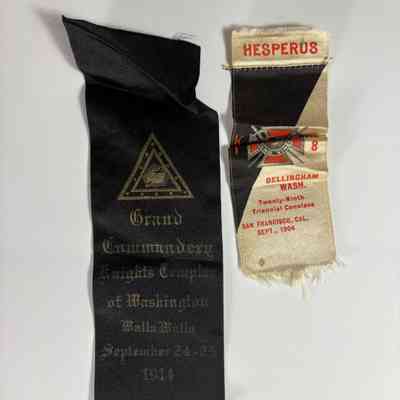 Grand
Commandery
Knights Templar
of Washington
Walla Walla
September 24-25
1914
HESPERUS
8
BELLINGHAM
WASH.
Twenty-Ninth
Triennial Conclave
SAN FRANCISCO, CAL.,
SEPT., 1904